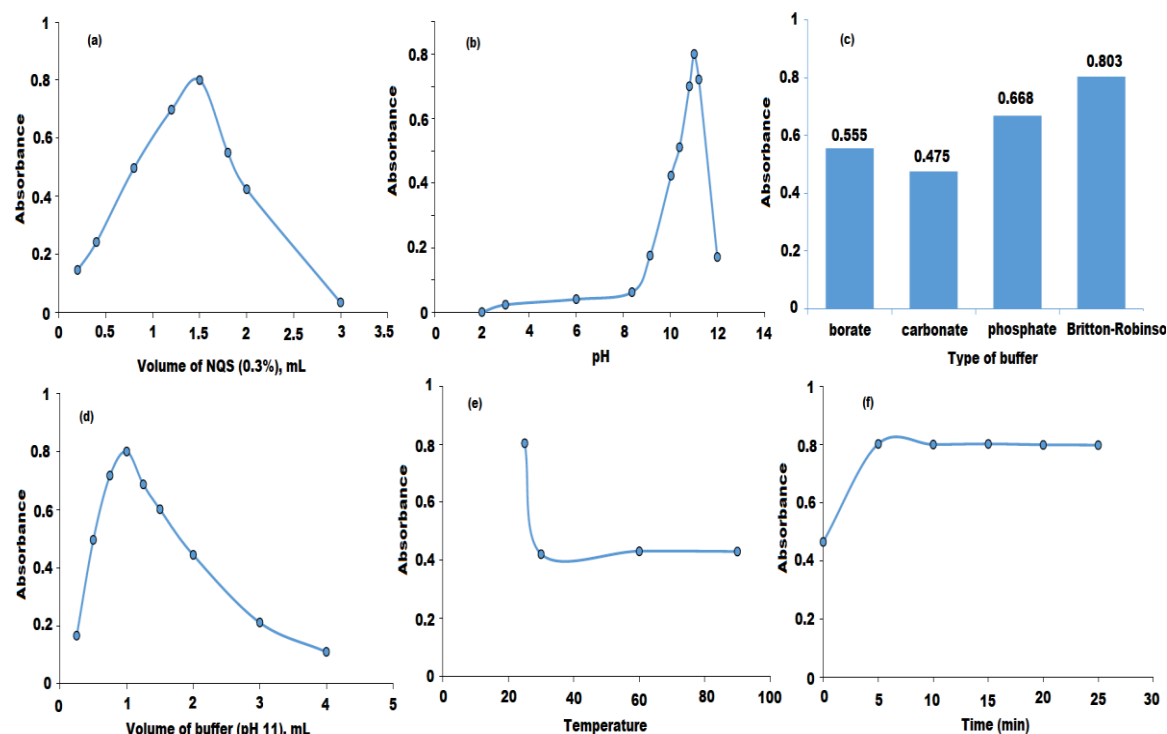 (a)
Absorbance
1
0.8
0.6
0.4
0.2
0
0 0.5 1 1.5 2 2.5 3 3.5
Volume of NQS (0.3%), mL
(b)
Absorbance
1
0.8
0.6
0.4
0.2
0
0 2 4 6 8 10 12 14
pH
(c)
Absorbance
1
0.8
0.6
0.4
0.2
0
0.555
0.475
0.668
0.803
borate carbonate phosphate Britton-Robinso
Type of buffer
(d)
Absorbance
1
0.8
0.6
0.4
0.2
0
0 1 2 3 4 5
Volume of buffer (pH 11), mL
(e)
Absorbance
1
0.8
0.6
0.4
0.2
0
0 20 40 60 80 100
Temperature
(f)
Absorbance
1
0.8
0.6
0.4
0.2
0
0 5 10 15 20 25 30
Time (min)